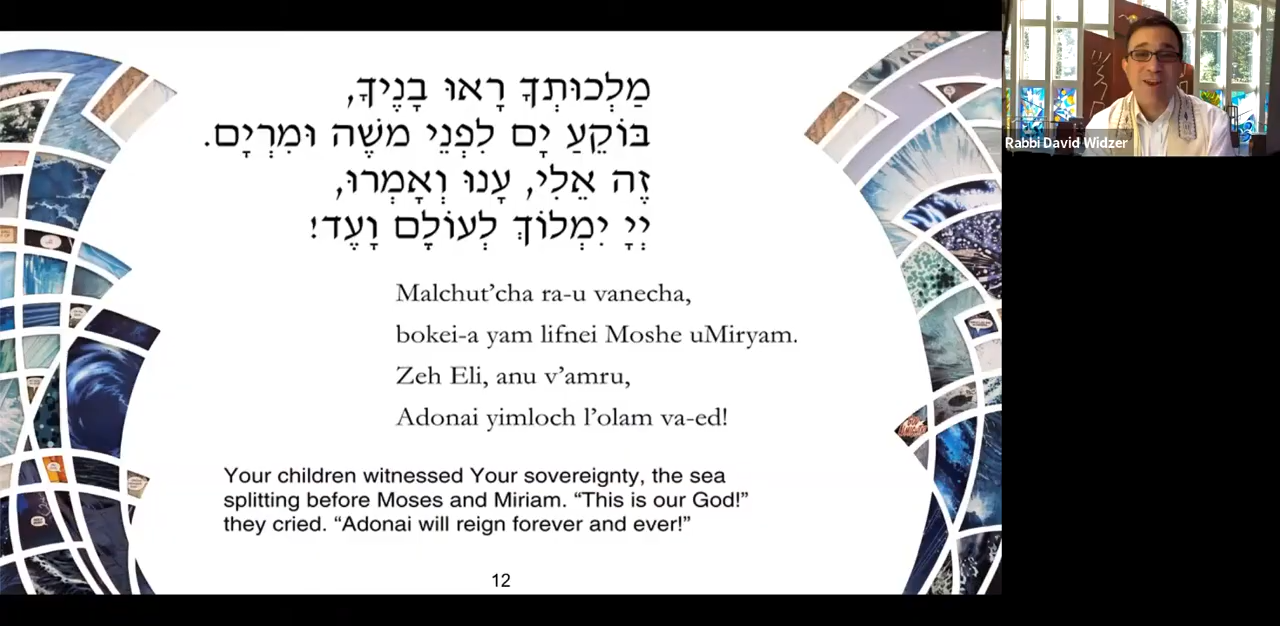 מַלְכוּתְךָ רָאוּ בָנֶיךָ,
בּוֹקֵעַ יָם לִפְנֵי מֹשֶׁה וּמִרְיָם.
זֶה אֵלִי, עָנוּ וְאָמְרוּ,
יְיָ יִמְלוֹךְ לְעוֹלָם וָעֶד!
Malchut’cha ra-u vanecha,
bokei-a yam lifnei Moshe uMiryam.
Zeh Eli, anu v’amru,
Adonai yimloch l’olam va-ed!
Your children witnessed Your sovereignty, the sea
splitting before Moses and Miriam. “This is our God!”
they cried. “Adonai will reign forever and ever!”
12
Rabbi David Widzer